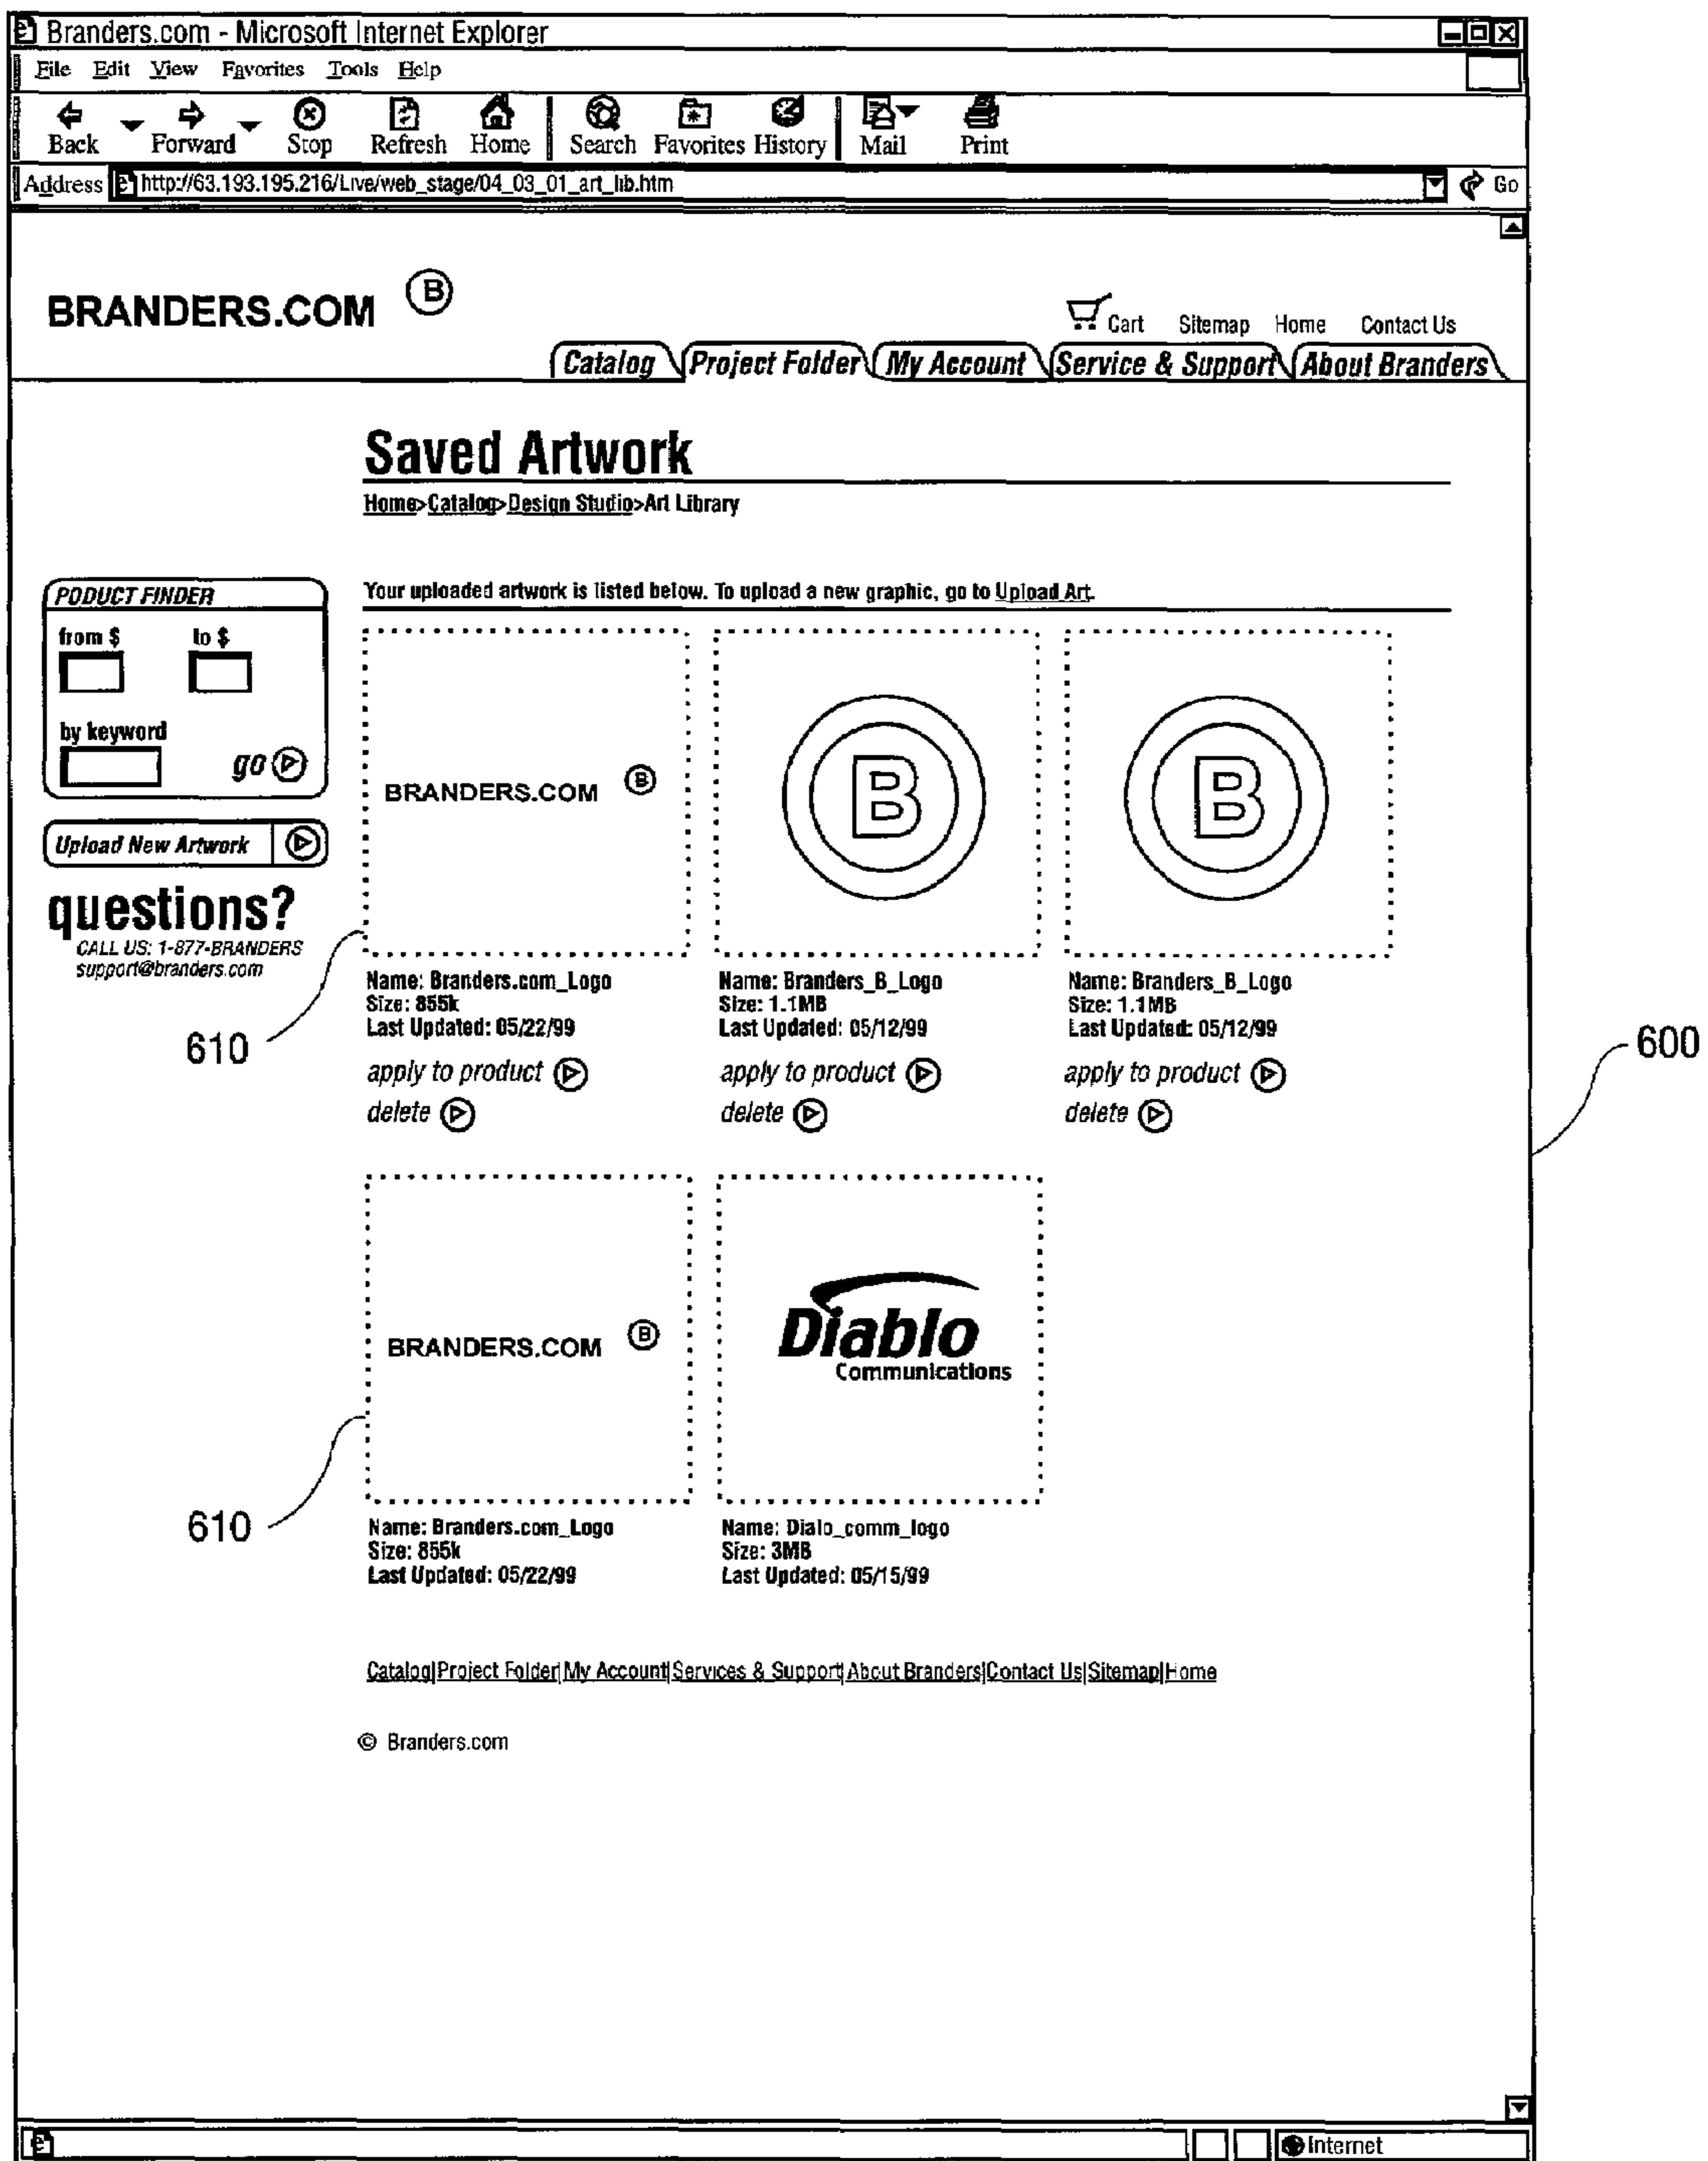 Branders.com - Microsoft Internet Explorer
File Edit View Favorites Tools Help
Back Forward Stop Refresh Home Search Favorites History Mail Print
Address http://63.193.195.216/Live/web_stage/04_03_01_art_lib.htm Go
BRANDERS.COM B
Cart Sitemap Home Contact Us
Catalog Project Folder My Account Service & Support About Branders
Saved Artwork
Home>Catalog>Design Studio>Art Library
PODUCT FINDER
from $ to $
by keyword
go
Upload New Artwork
questions?
CALL US: 1-877-BRANDERS
support@branders.com
Your uploaded artwork is listed below. To upload a new graphic, go to Upload Art.
BRANDERS.COM B
B
B
Name: Branders.com_Logo
Size: 855k
Last Updated: 05/22/99
apply to product
delete
Name: Branders_B_Logo
Size: 1.1MB
Last Updated: 05/12/99
apply to product
delete
Name: Branders_B_Logo
Size: 1.1MB
Last Updated: 05/12/99
apply to product
delete
610
600
BRANDERS.COM B
Diablo
Communications
610
Name: Branders.com_Logo
Size: 855k
Last Updated: 05/22/99
Name: Dialo_comm_logo
Size: 3MB
Last Updated: 05/15/99
Catalog|Project Folder|My Account|Services & Support|About Branders|Contact Us|Sitemap|Home
© Branders.com
Internet